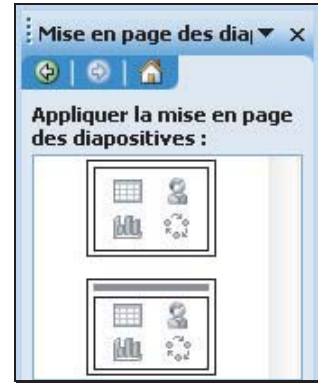 Mise en page des dia
Appliquer la mise en page
des diapositives :